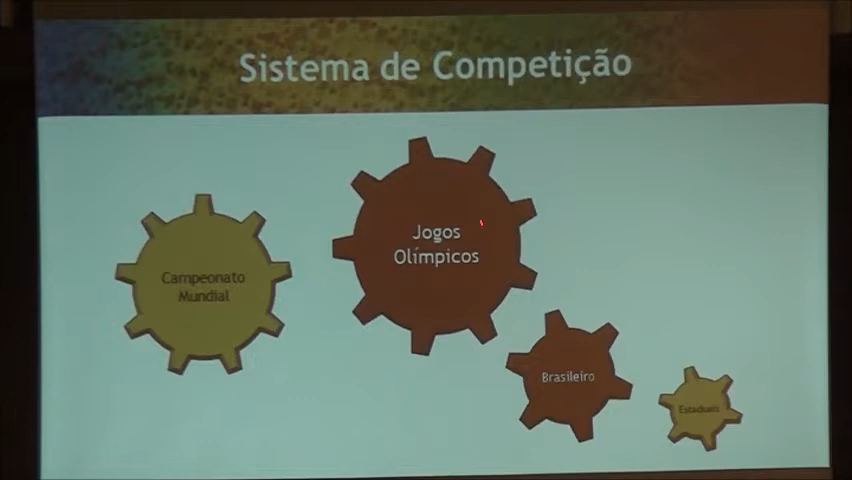 Sistema de Competição
Jogos
Olímpicos
Campeonato
Mundial
Brasileiro
Estaduais